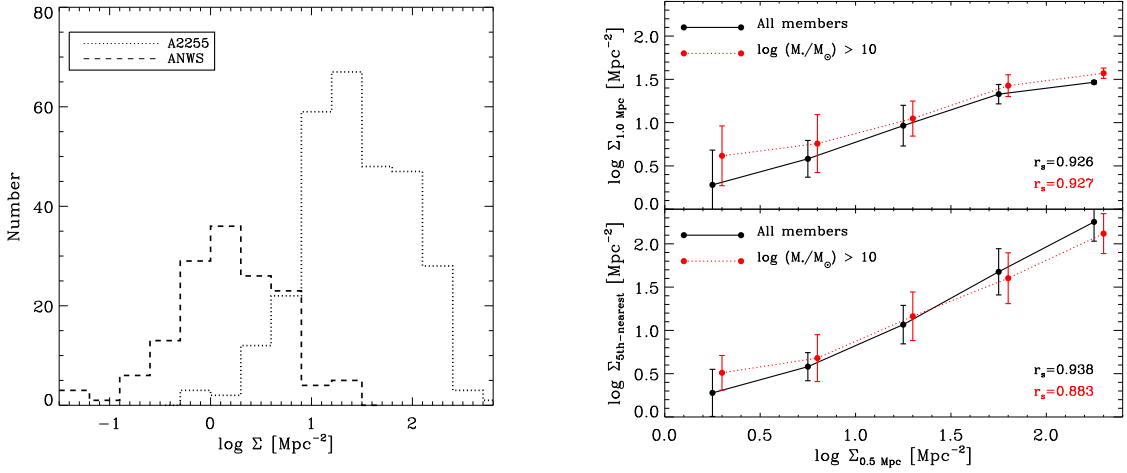 80
60
40
20
0
Number
A2255
ANWS
−1
0
1
2
log Σ [Mpc⁻²]
2.0
1.5
1.0
0.5
0.0
log Σ1.0 Mpc [Mpc⁻²]
All members
log (M⋆/M⊙) > 10
rs=0.926
rs=0.927
2.0
1.5
1.0
0.5
0.0
log Σ5th−nearest [Mpc⁻²]
All members
log (M⋆/M⊙) > 10
rs=0.938
rs=0.883
0.0
0.5
1.0
1.5
2.0
log Σ0.5 Mpc [Mpc⁻²]